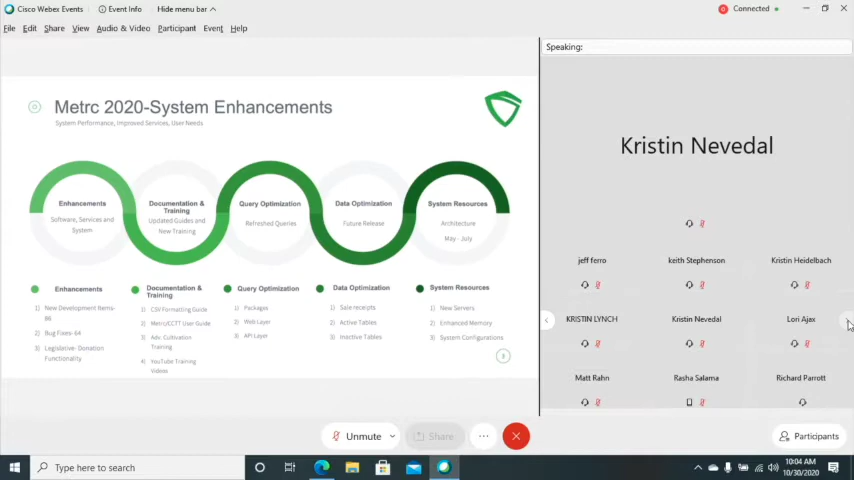 Cisco Webex Events
Event Info
Hide menu bar
Connected
File Edit Share View Audio & Video Participant Event Help
Speaking:
Metrc 2020-System Enhancements
System Performance, Improved Services, User Needs
Enhancements
Software, Services and
System
Documentation &
Training
Updated Guides and
New Training
Query Optimization
Refreshed Queries
Data Optimization
Future Release
System Resources
Architecture
May - July
Enhancements
1) New Development Items-
86
2) Bug Fixes- 64
3) Legislative- Donation
Functionality
Documentation &
Training
1) CSV Formatting Guide
2) Metrc/CCTT User Guide
3) Adv. Cultivation
Training
4) YouTube Training
Videos
Query Optimization
1) Packages
2) Web Layer
3) API Layer
Data Optimization
1) Sale receipts
2) Active Tables
3) Inactive Tables
System Resources
1) New Servers
2) Enhanced Memory
3) System Configurations
3
Kristin Nevedal
jeff ferro
keith Stephenson
Kristin Heidelbach
KRISTIN LYNCH
Kristin Nevedal
Lori Ajax
Matt Rahn
Rasha Salama
Richard Parrott
Unmute
Share
Participants
Type here to search
10:04 AM
10/30/2020